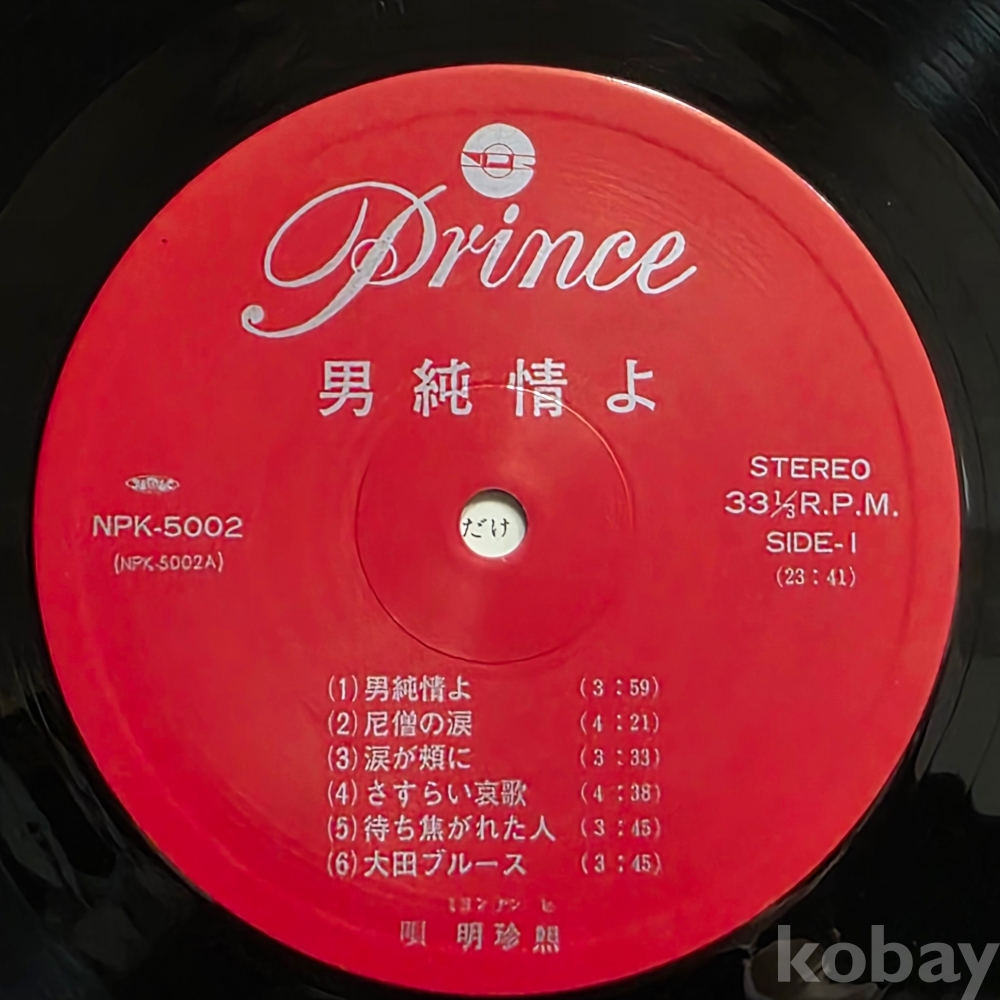 NDR
Prince
男純情よ
STEREO
33⅓R.P.M.
SIDE-1
(23:41)
NPK-5002
(NPK-5002A)
だけ
(1)男純情よ (3:59)
(2)尼僧の涙 (4:21)
(3)涙が頬に (3:33)
(4)さすらい哀歌 (4:38)
(5)待ち焦がれた人 (3:45)
(6)大田ブルース (3:45)
唄 明珍熙
kobay